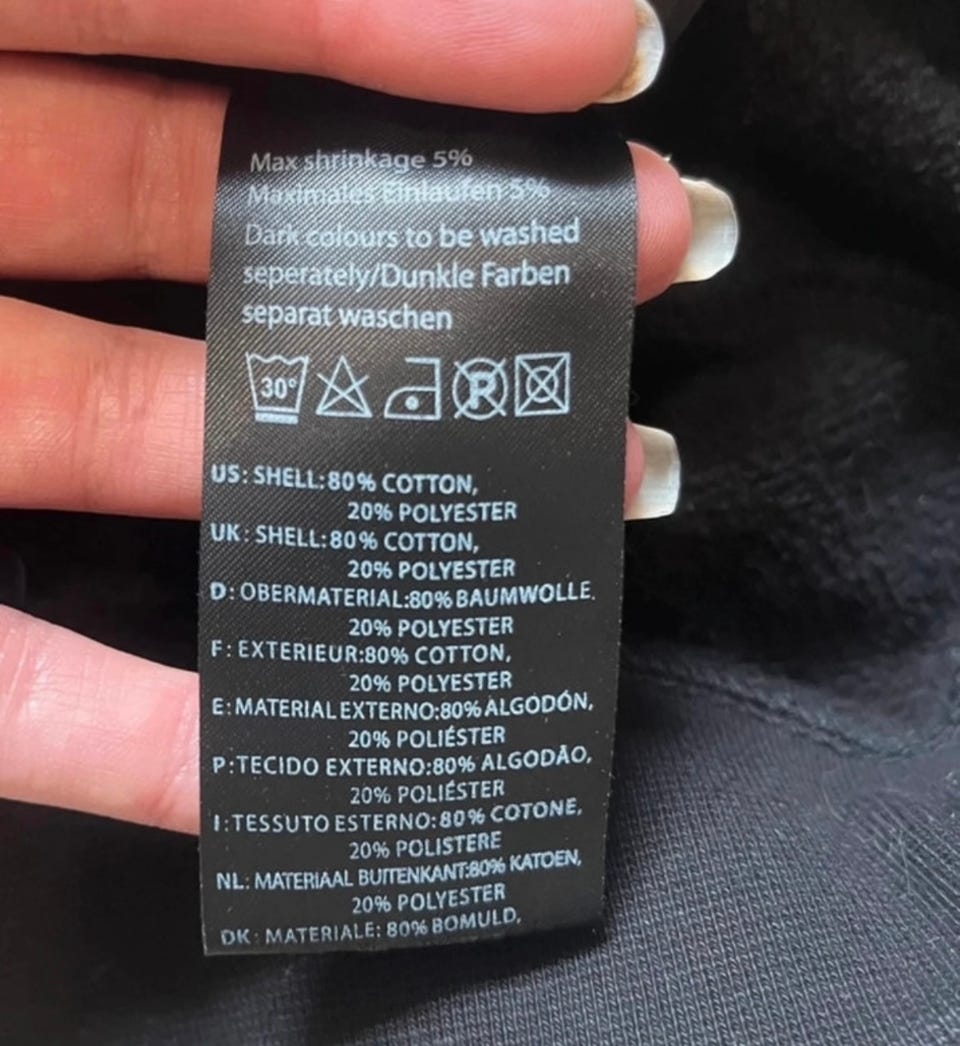 Max shrinkage 5%
Maximales Einlaufen 5%
Dark colours to be washed
seperately/Dunkle Farben
separat waschen
30°
R
US: SHELL:80% COTTON,
20% POLYESTER
UK: SHELL:80% COTTON,
20% POLYESTER
D: OBERMATERIAL:80% BAUMWOLLE.
20% POLYESTER
F: EXTERIEUR:80% COTTON,
20% POLYESTER
E: MATERIAL EXTERNO:80% ALGODÓN,
20% POLIÉSTER
P:TECIDO EXTERNO:80% ALGODÃO,
20% POLIÉSTER
I: TESSUTO ESTERNO: 80% COTONE,
20% POLISTERE
NL: MATERIAAL BUITENKANT:80% KATOEN,
20% POLYESTER
DK: MATERIALE: 80% BOMULD,